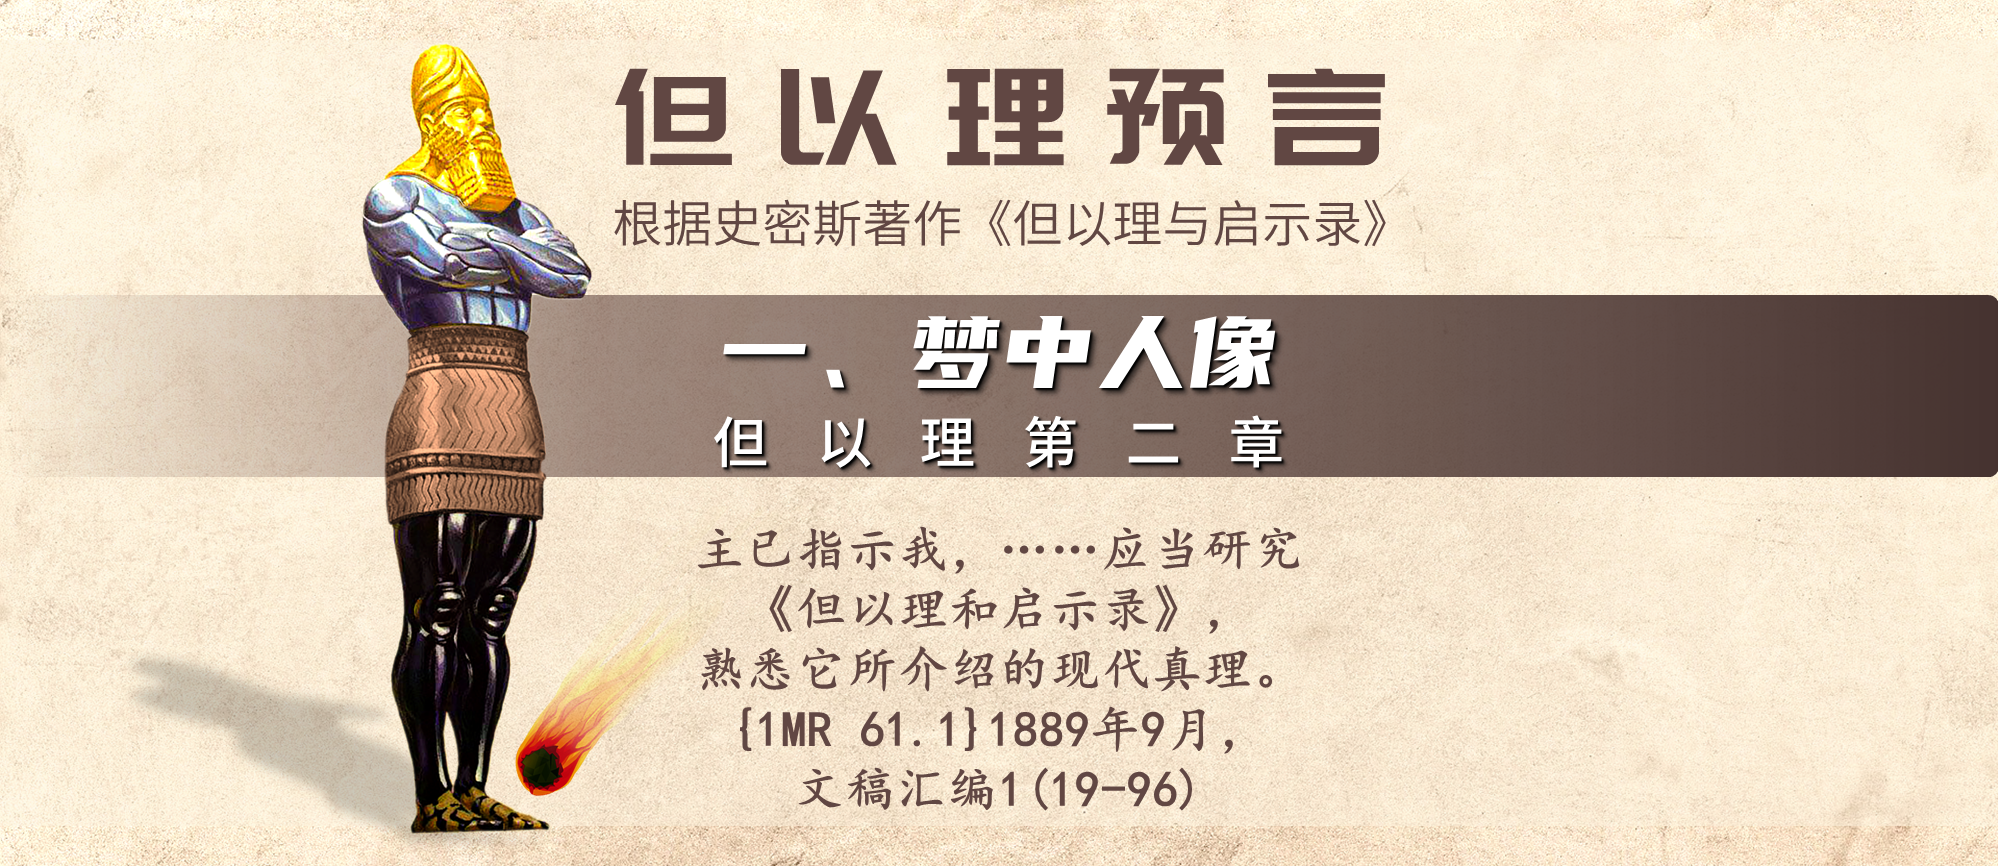 但以理预言
根据史密斯著作《但以理与启示录》
一、梦中人像
但以理第二章
主已指示我，……应当研究
《但以理和启示录》，
熟悉它所介绍的现代真理。
{1MR 61.1}1889年9月，
文稿汇编1(19-96)